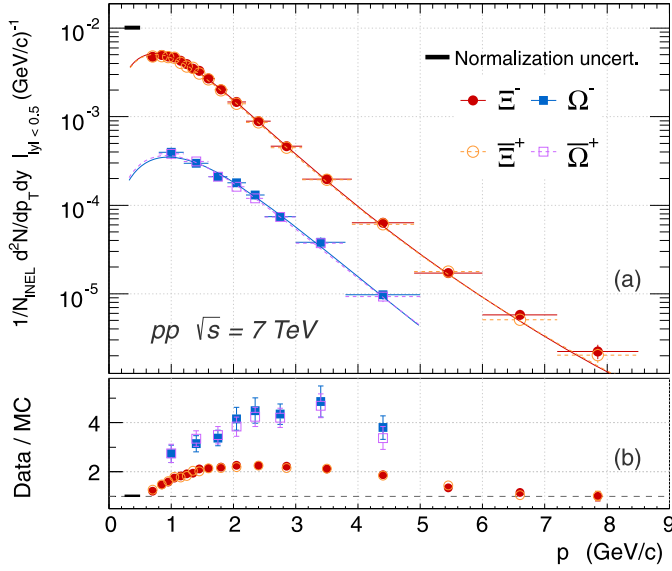 10⁻²
10⁻³
10⁻⁴
10⁻⁵
1/N_INEL d²N/dp_T dy |_|y|<0.5 (GeV/c)⁻¹
(a)
Normalization uncert.
Ξ⁻ Ω⁻
Ξ̅⁺ Ω̅⁺
(a)
pp √s = 7 TeV
Data / MC
4
2
(b)
0 1 2 3 4 5 6 7 8 9
p (GeV/c)